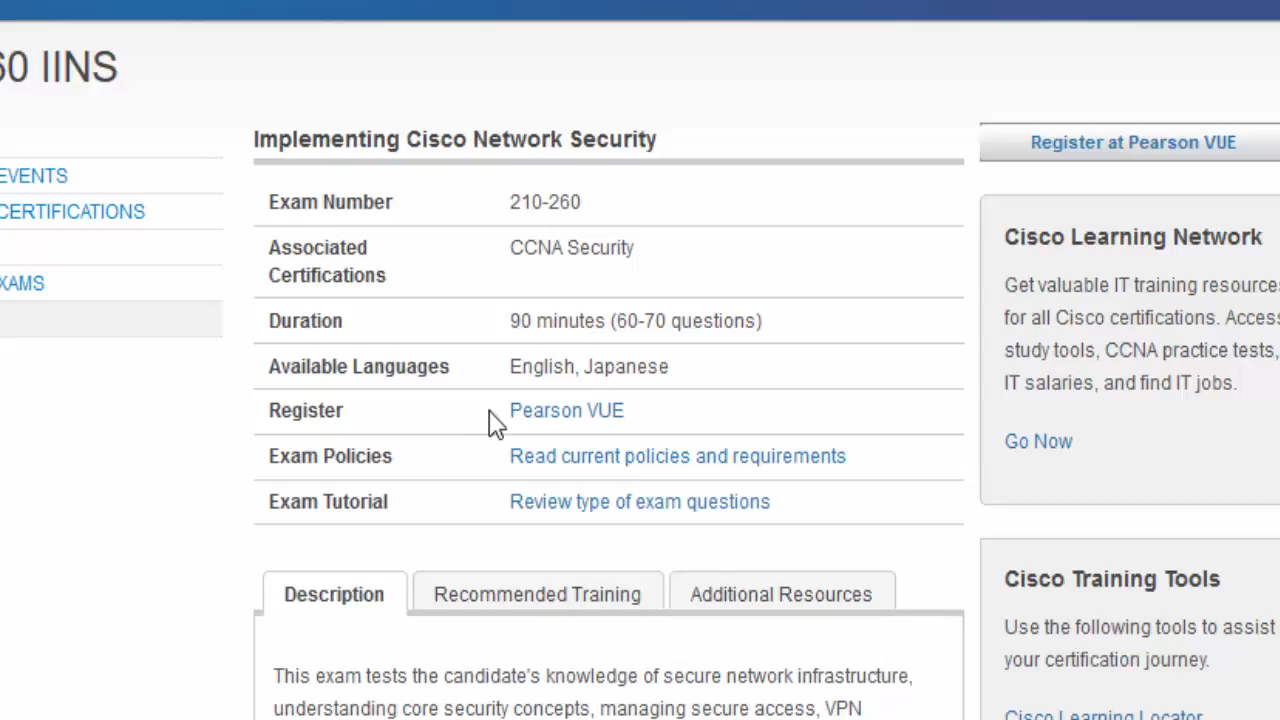 60 IINS
EVENTS
CERTIFICATIONS
XAMS
Implementing Cisco Network Security
Exam Number 210-260
Associated Certifications CCNA Security
Duration 90 minutes (60-70 questions)
Available Languages English, Japanese
Register Pearson VUE
Exam Policies Read current policies and requirements
Exam Tutorial Review type of exam questions
Description Recommended Training Additional Resources
This exam tests the candidate's knowledge of secure network infrastructure,
understanding core security concepts, managing secure access, VPN
Register at Pearson VUE
Cisco Learning Network
Get valuable IT training resources
for all Cisco certifications. Access
study tools, CCNA practice tests,
IT salaries, and find IT jobs.
Go Now
Cisco Training Tools
Use the following tools to assist
your certification journey.
Cisco Learning Locator